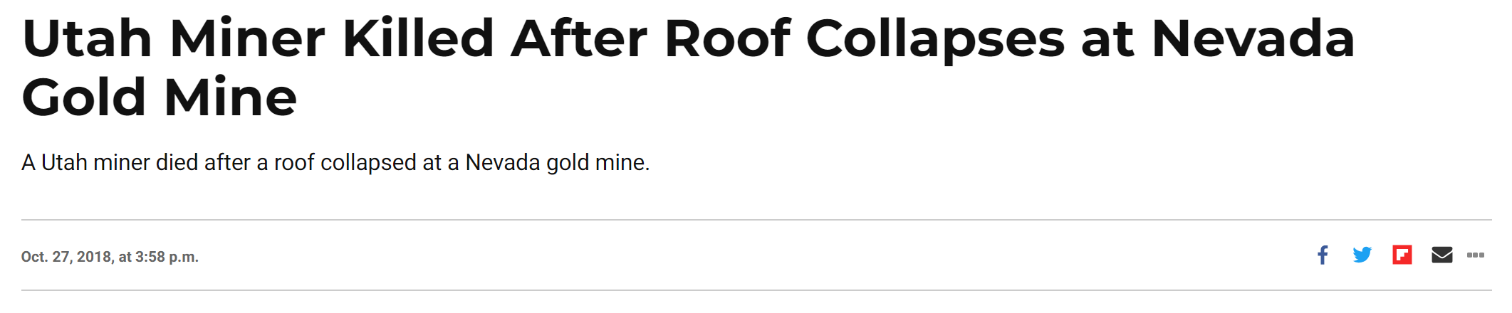 Utah Miner Killed After Roof Collapses at Nevada
Gold Mine
A Utah miner died after a roof collapsed at a Nevada gold mine.
Oct. 27, 2018, at 3:58 p.m.